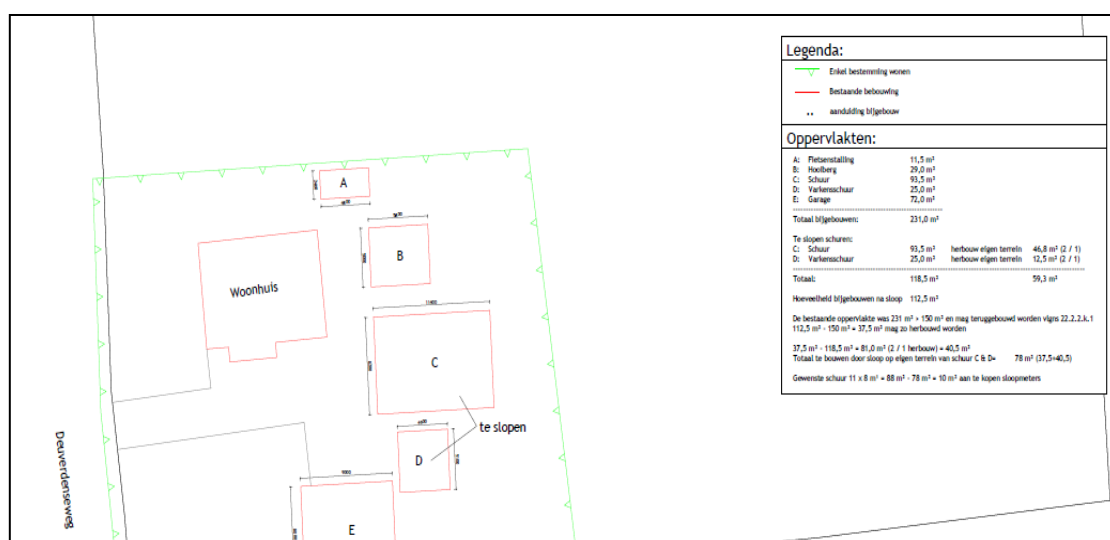 Legenda:
Enkel bestemming wonen
Bestaande bebouwing
aanduiding bijgebouw
Oppervlakten:
A: Fietsenstalling 11,5 m²
B: Hooiberg 29,0 m²
C: Schuur 93,5 m²
D: Varkensschuur 25,0 m²
E: Garage 72,0 m²
Totaal bijgebouwen: 231,0 m²
Te slopen schuren:
C: Schuur 93,5 m² herbouw eigen terrein 46,8 m² (2 / 1)
D: Varkensschuur 25,0 m² herbouw eigen terrein 12,5 m² (2 / 1)
Totaal: 118,5 m² 59,3 m²
Hoeveelheid bijgebouwen na sloop 112,5 m²
De bestaande oppervlakte was 231 m² > 150 m² en mag teruggebouwd worden vlgns 22.2.2.k.1
112,5 m² - 150 m² = 37,5 m² mag zo herbouwd worden
37,5 m² - 118,5 m² = 81,0 m² (2 / 1 herbouw) = 40,5 m²
Totaal te bouwen door sloop op eigen terrein van schuur C & D= 78 m² (37,5+40,5)
Gewenste schuur 11 x 8 m¹ = 88 m² - 78 m² = 10 m² aan te kopen sloopmeters
A
B
Woonhuis
11400
C
te slopen
D
9000
E
Deuverdenseweg